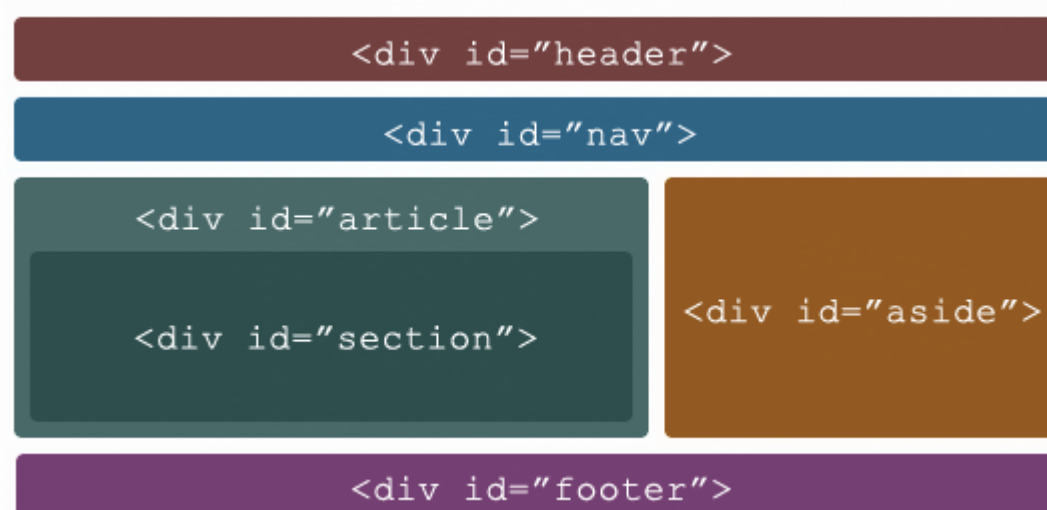 <div id=”header”>
<div id=”nav”>
<div id=”article”>
<div id=”section”>
<div id=”aside”>
<div id=”footer”>